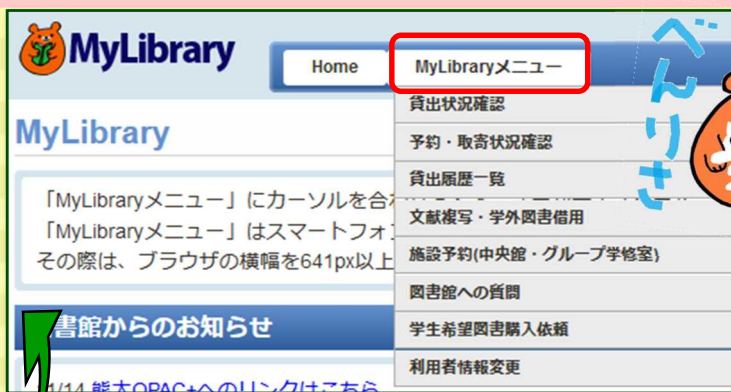 MyLibrary
Home
MyLibraryメニュー
貸出状況確認
予約・取寄状況確認
貸出履歴一覧
文献複写・学外図書借用
施設予約(中央館・グループ学修室)
図書館への質問
学生希望図書購入依頼
利用者情報変更
べんりさ
MyLibrary
「MyLibraryメニュー」にカーソルを合
「MyLibraryメニュー」はスマートフォ
その際は、ブラウザの横幅を641px以上
書館からのお知らせ
1/14 熊大OPAC+へのリンクはこちら